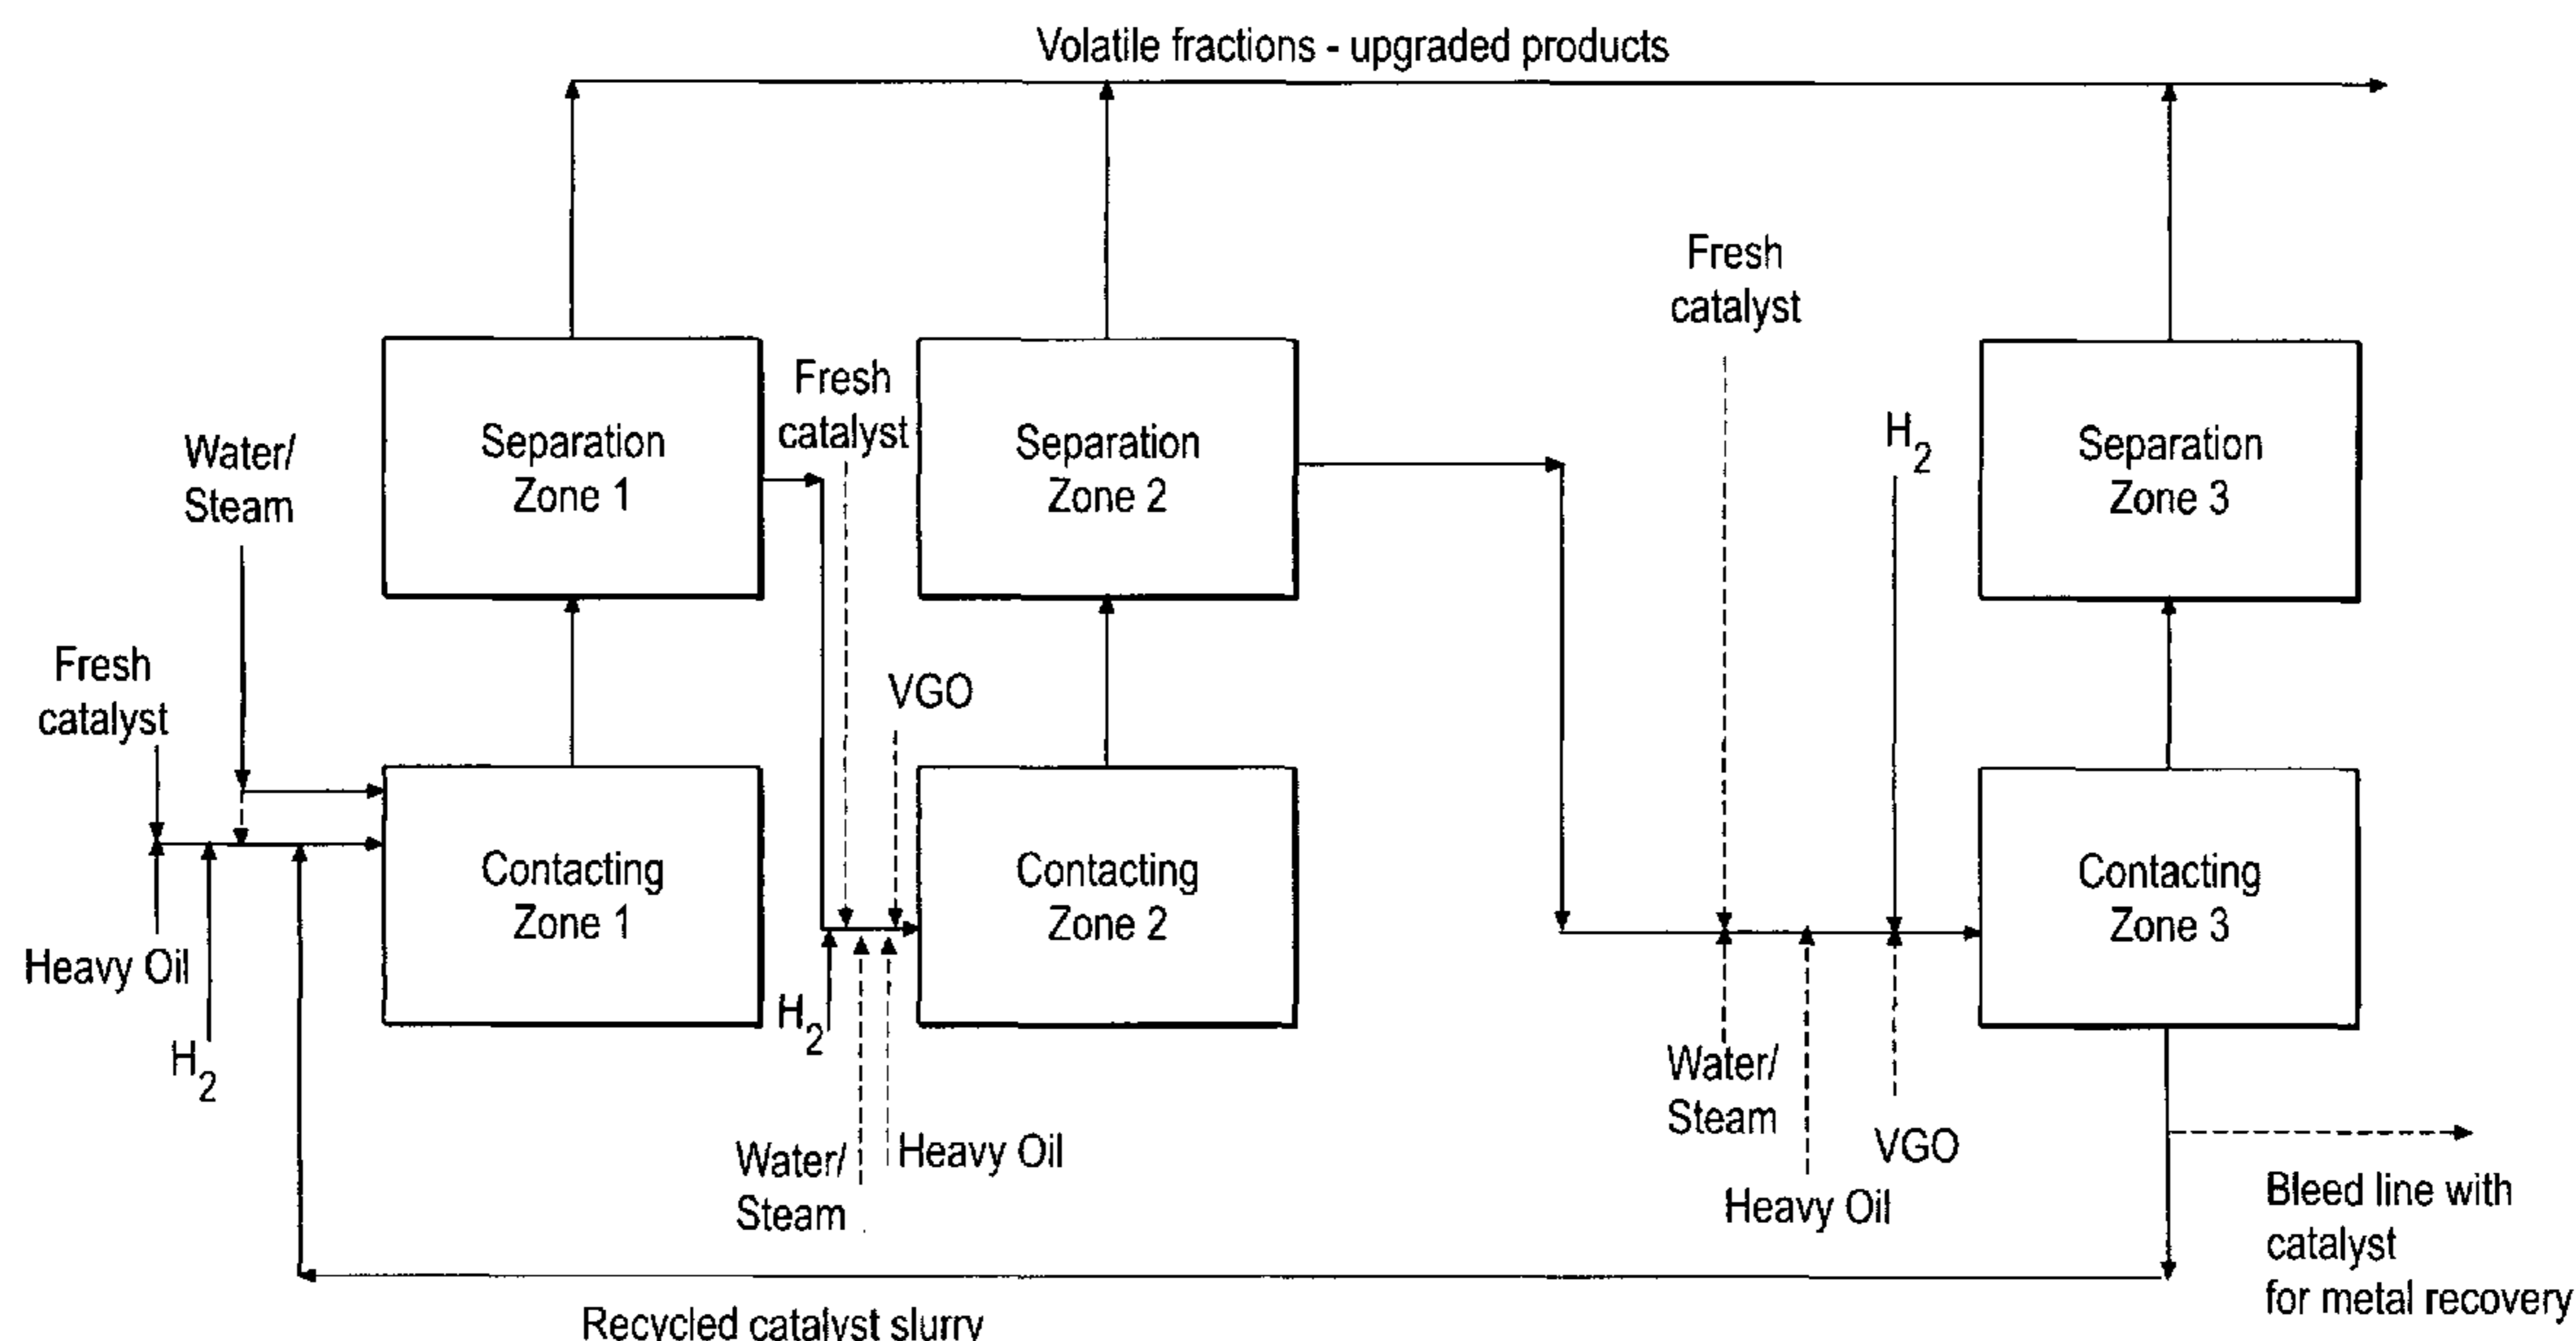 Volatile fractions - upgraded products
Fresh
catalyst
H2
Separation
Zone 1
Fresh
catalyst
Separation
Zone 2
Separation
Zone 3
Water/
Steam
Fresh
catalyst
VGO
Heavy Oil
H2
Contacting
Zone 1
H2
Water/
Steam
Heavy Oil
Contacting
Zone 2
Water/
Steam
Heavy Oil
VGO
Contacting
Zone 3
Bleed line with
catalyst
for metal recovery
Recycled catalyst slurry